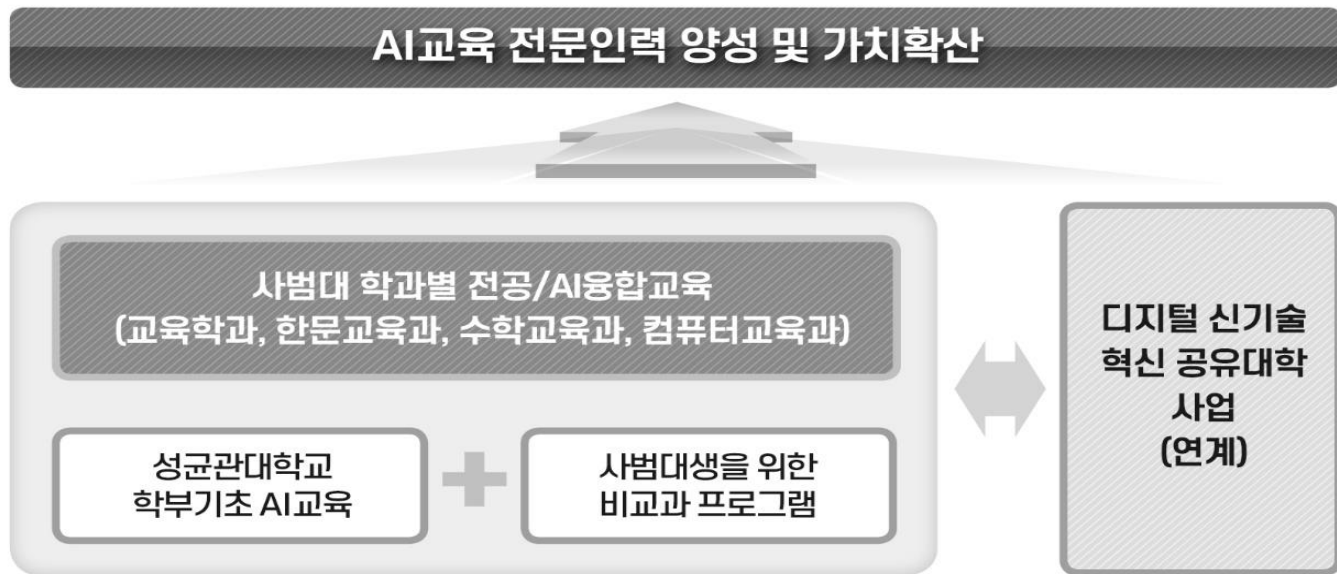 AI교육 전문인력 양성 및 가치확산
사범대 학과별 전공/AI융합교육
(교육학과, 한문교육과, 수학교육과, 컴퓨터교육과)
성균관대학교
학부기초 AI교육
사범대생을 위한
비교과 프로그램
디지털 신기술
혁신 공유대학
사업
(연계)